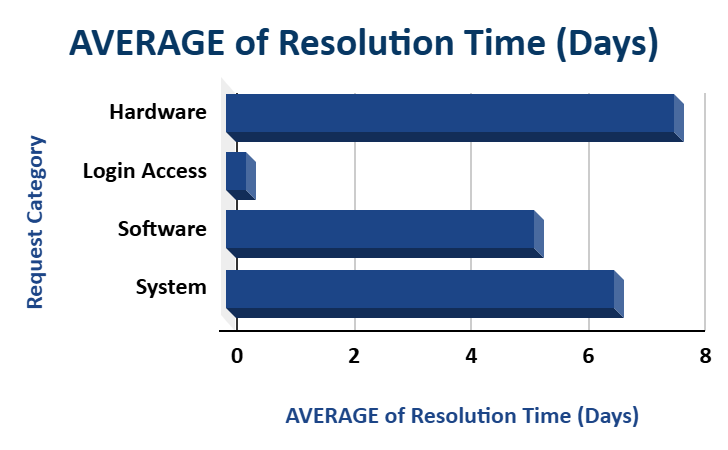 AVERAGE of Resolution Time (Days)
Request Category
Hardware
Login Access
Software
System
0 2 4 6 8
AVERAGE of Resolution Time (Days)